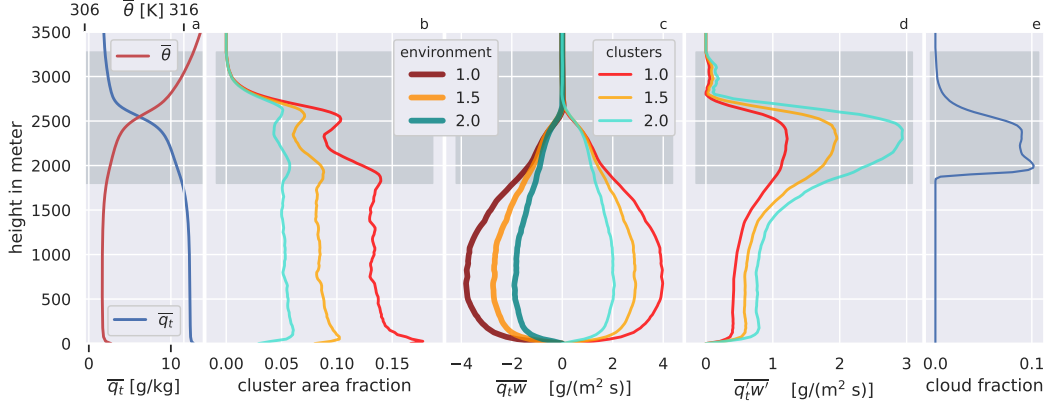 306 θ̅ [K] 316 a b c d e
3500
3000
2500
2000
1500
1000
500
0
height in meter
θ̅
q̅ₜ
0 10
q̅ₜ [g/kg]
0.00 0.05 0.10 0.15
cluster area fraction
environment
1.0
1.5
2.0
clusters
1.0
1.5
2.0
−4 −2 0 2 4
q̅ₜw̅ [g/(m² s)]
0 1 2 3
q̅ₜ′w̅′ [g/(m² s)]
0.0 0.1
cloud fraction